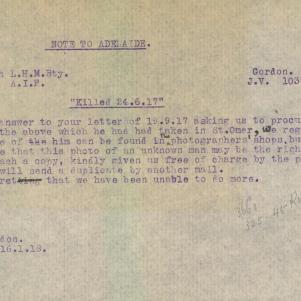 NOTE TO ADELAIDE.
L.H.M.Bty. Gordon.
A.I.F. J.V. 103
"Killed 24.6.17"
answer to your letter of 19.9.17 asking us to procu
the above which he had had taken in St.Omer, we reg
of the him can be found in photographers shops, but
e that this photo of an unknown man may be the righ
ach a copy, kindly given us free of charge by the p
will send a duplicate by another mail.
ret that we have been unable to do more.
don.
16.1.18.